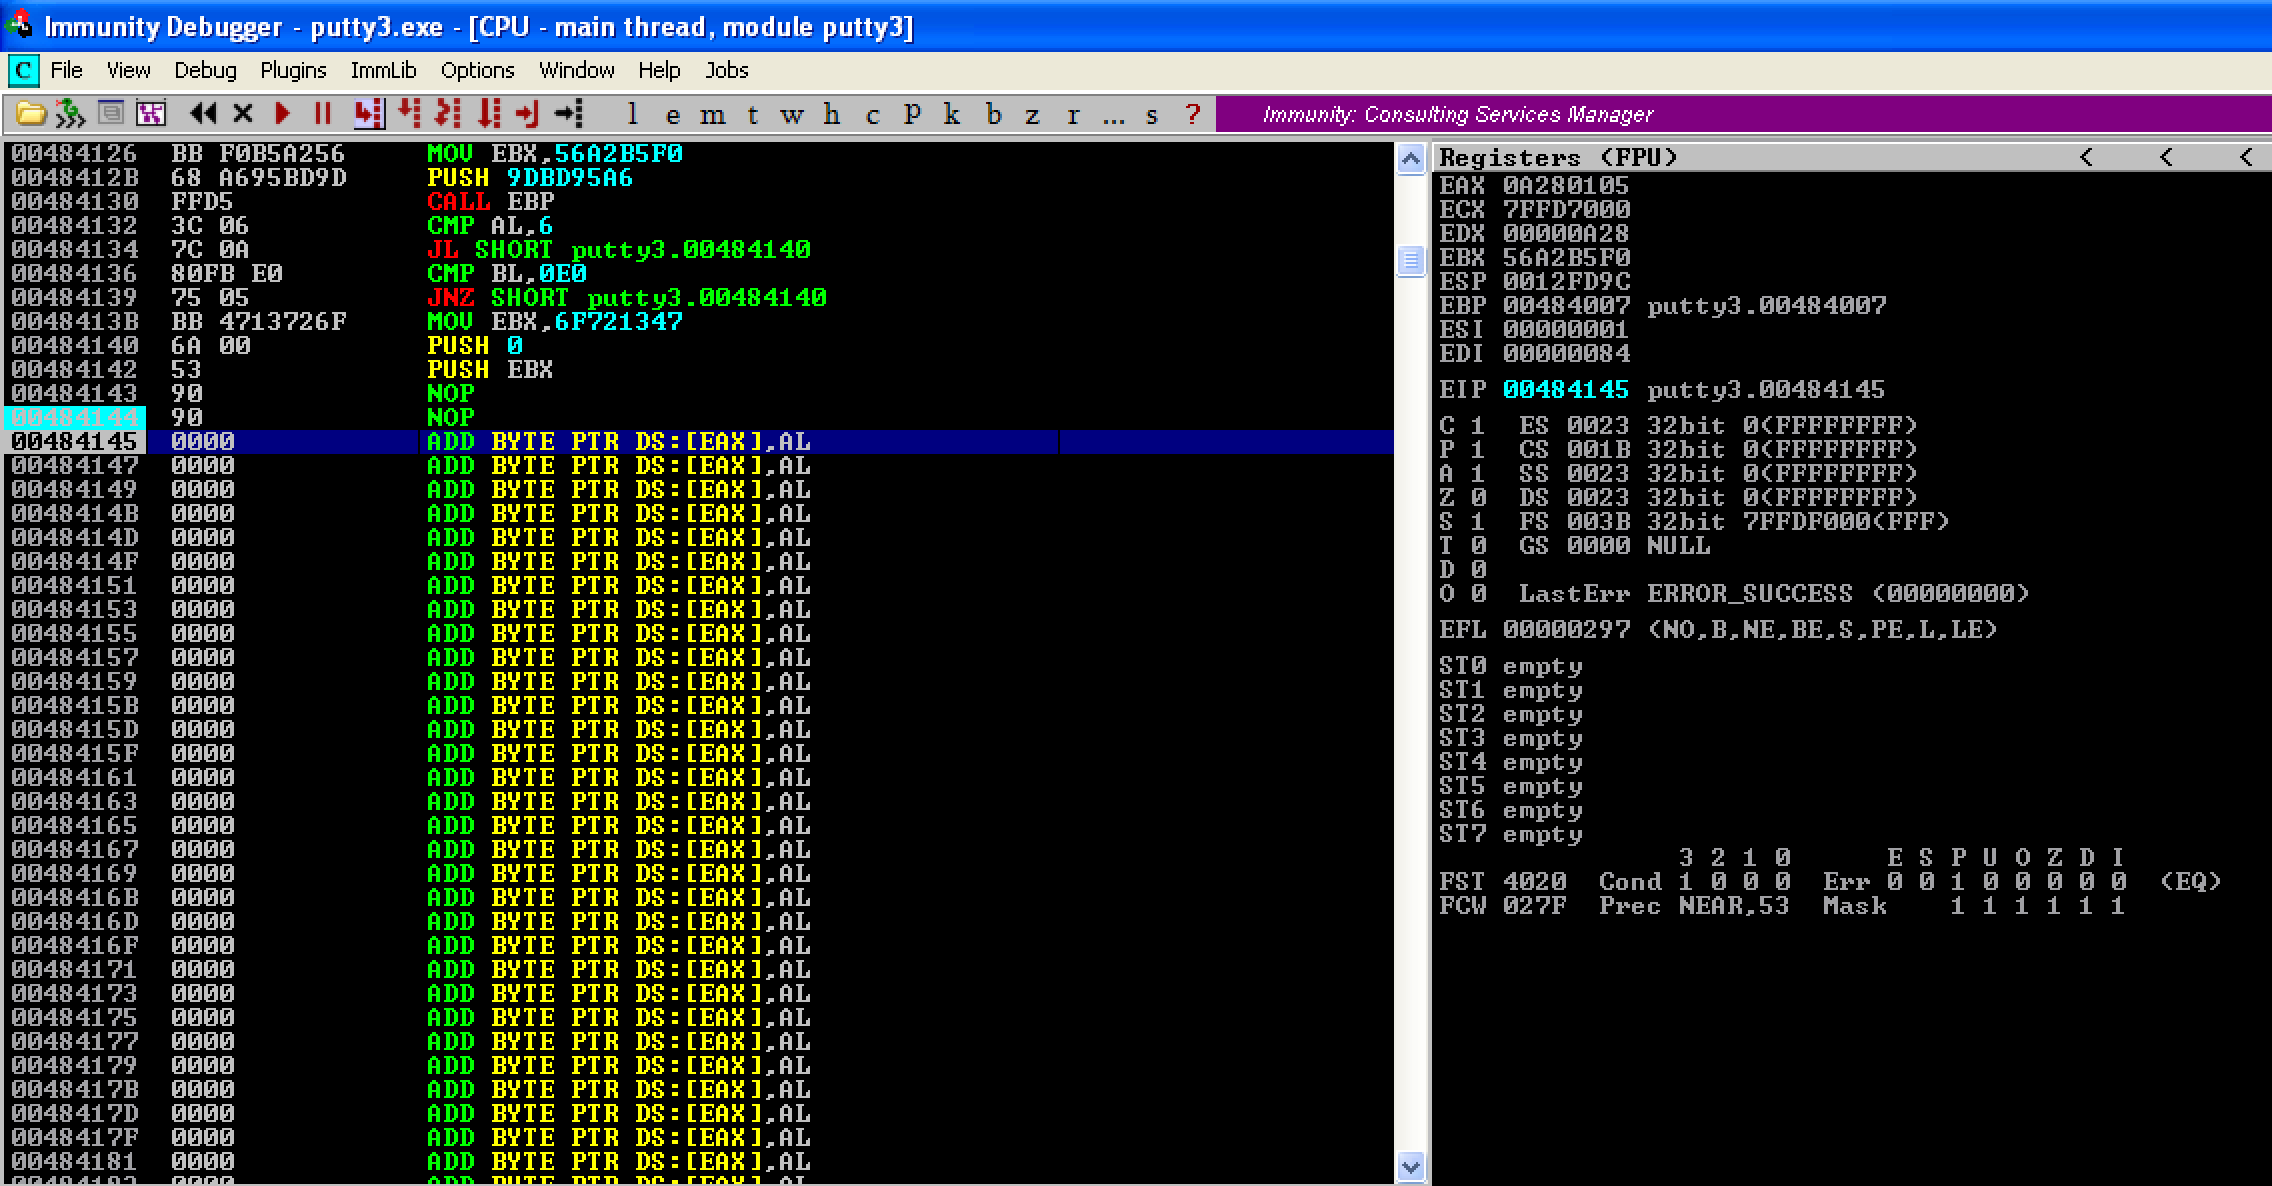 Immunity Debugger - putty3.exe - [CPU - main thread, module putty3]
C File View Debug Plugins ImmLib Options Window Help Jobs
l e m t w h c P k b z r ... s ? Immunity: Consulting Services Manager
00484126 BB F0B5A256 MOV EBX,56A2B5F0
0048412B 68 A695BD9D PUSH 9DBD95A6
00484130 FFD5 CALL EBP
00484132 3C 06 CMP AL,6
00484134 7C 0A JL SHORT putty3.00484140
00484136 80FB E0 CMP BL,0E0
00484139 75 05 JNZ SHORT putty3.00484140
0048413B BB 4713726F MOV EBX,6F721347
00484140 6A 00 PUSH 0
00484142 53 PUSH EBX
00484143 90 NOP
00484144 90 NOP
00484145 0000 ADD BYTE PTR DS:[EAX],AL
00484147 0000 ADD BYTE PTR DS:[EAX],AL
00484149 0000 ADD BYTE PTR DS:[EAX],AL
0048414B 0000 ADD BYTE PTR DS:[EAX],AL
0048414D 0000 ADD BYTE PTR DS:[EAX],AL
0048414F 0000 ADD BYTE PTR DS:[EAX],AL
00484151 0000 ADD BYTE PTR DS:[EAX],AL
00484153 0000 ADD BYTE PTR DS:[EAX],AL
00484155 0000 ADD BYTE PTR DS:[EAX],AL
00484157 0000 ADD BYTE PTR DS:[EAX],AL
00484159 0000 ADD BYTE PTR DS:[EAX],AL
0048415B 0000 ADD BYTE PTR DS:[EAX],AL
0048415D 0000 ADD BYTE PTR DS:[EAX],AL
0048415F 0000 ADD BYTE PTR DS:[EAX],AL
00484161 0000 ADD BYTE PTR DS:[EAX],AL
00484163 0000 ADD BYTE PTR DS:[EAX],AL
00484165 0000 ADD BYTE PTR DS:[EAX],AL
00484167 0000 ADD BYTE PTR DS:[EAX],AL
00484169 0000 ADD BYTE PTR DS:[EAX],AL
0048416B 0000 ADD BYTE PTR DS:[EAX],AL
0048416D 0000 ADD BYTE PTR DS:[EAX],AL
0048416F 0000 ADD BYTE PTR DS:[EAX],AL
00484171 0000 ADD BYTE PTR DS:[EAX],AL
00484173 0000 ADD BYTE PTR DS:[EAX],AL
00484175 0000 ADD BYTE PTR DS:[EAX],AL
00484177 0000 ADD BYTE PTR DS:[EAX],AL
00484179 0000 ADD BYTE PTR DS:[EAX],AL
0048417B 0000 ADD BYTE PTR DS:[EAX],AL
0048417D 0000 ADD BYTE PTR DS:[EAX],AL
0048417F 0000 ADD BYTE PTR DS:[EAX],AL
00484181 0000 ADD BYTE PTR DS:[EAX],AL
00484183 0000 ADD BYTE PTR DS:[EAX],AL
Registers (FPU) < < <
EAX 0A280105
ECX 7FFD7000
EDX 00000A28
EBX 56A2B5F0
ESP 0012FD9C
EBP 00484007 putty3.00484007
ESI 00000001
EDI 00000084
EIP 00484145 putty3.00484145
C 1 ES 0023 32bit 0(FFFFFFFF)
P 1 CS 001B 32bit 0(FFFFFFFF)
A 1 SS 0023 32bit 0(FFFFFFFF)
Z 0 DS 0023 32bit 0(FFFFFFFF)
S 1 FS 003B 32bit 7FFDF000(FFF)
T 0 GS 0000 NULL
D 0
O 0 LastErr ERROR_SUCCESS (00000000)
EFL 00000297 (NO,B,NE,BE,S,PE,L,LE)
ST0 empty
ST1 empty
ST2 empty
ST3 empty
ST4 empty
ST5 empty
ST6 empty
ST7 empty
3 2 1 0 E S P U O Z D I
FST 4020 Cond 1 0 0 0 Err 0 0 1 0 0 0 0 0 (EQ)
FCW 027F Prec NEAR,53 Mask 1 1 1 1 1 1